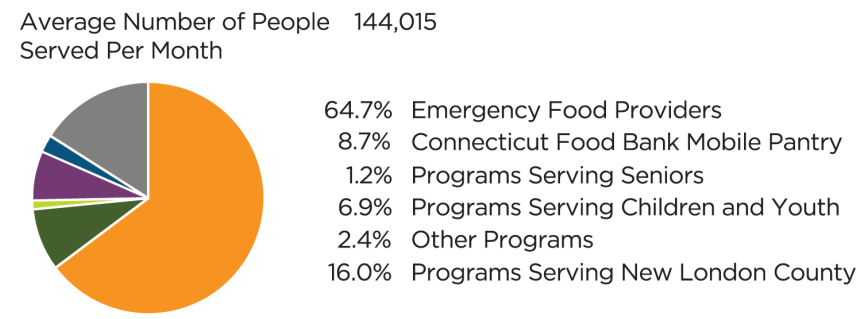 Average Number of People 144,015
Served Per Month
64.7% Emergency Food Providers
8.7% Connecticut Food Bank Mobile Pantry
1.2% Programs Serving Seniors
6.9% Programs Serving Children and Youth
2.4% Other Programs
16.0% Programs Serving New London County